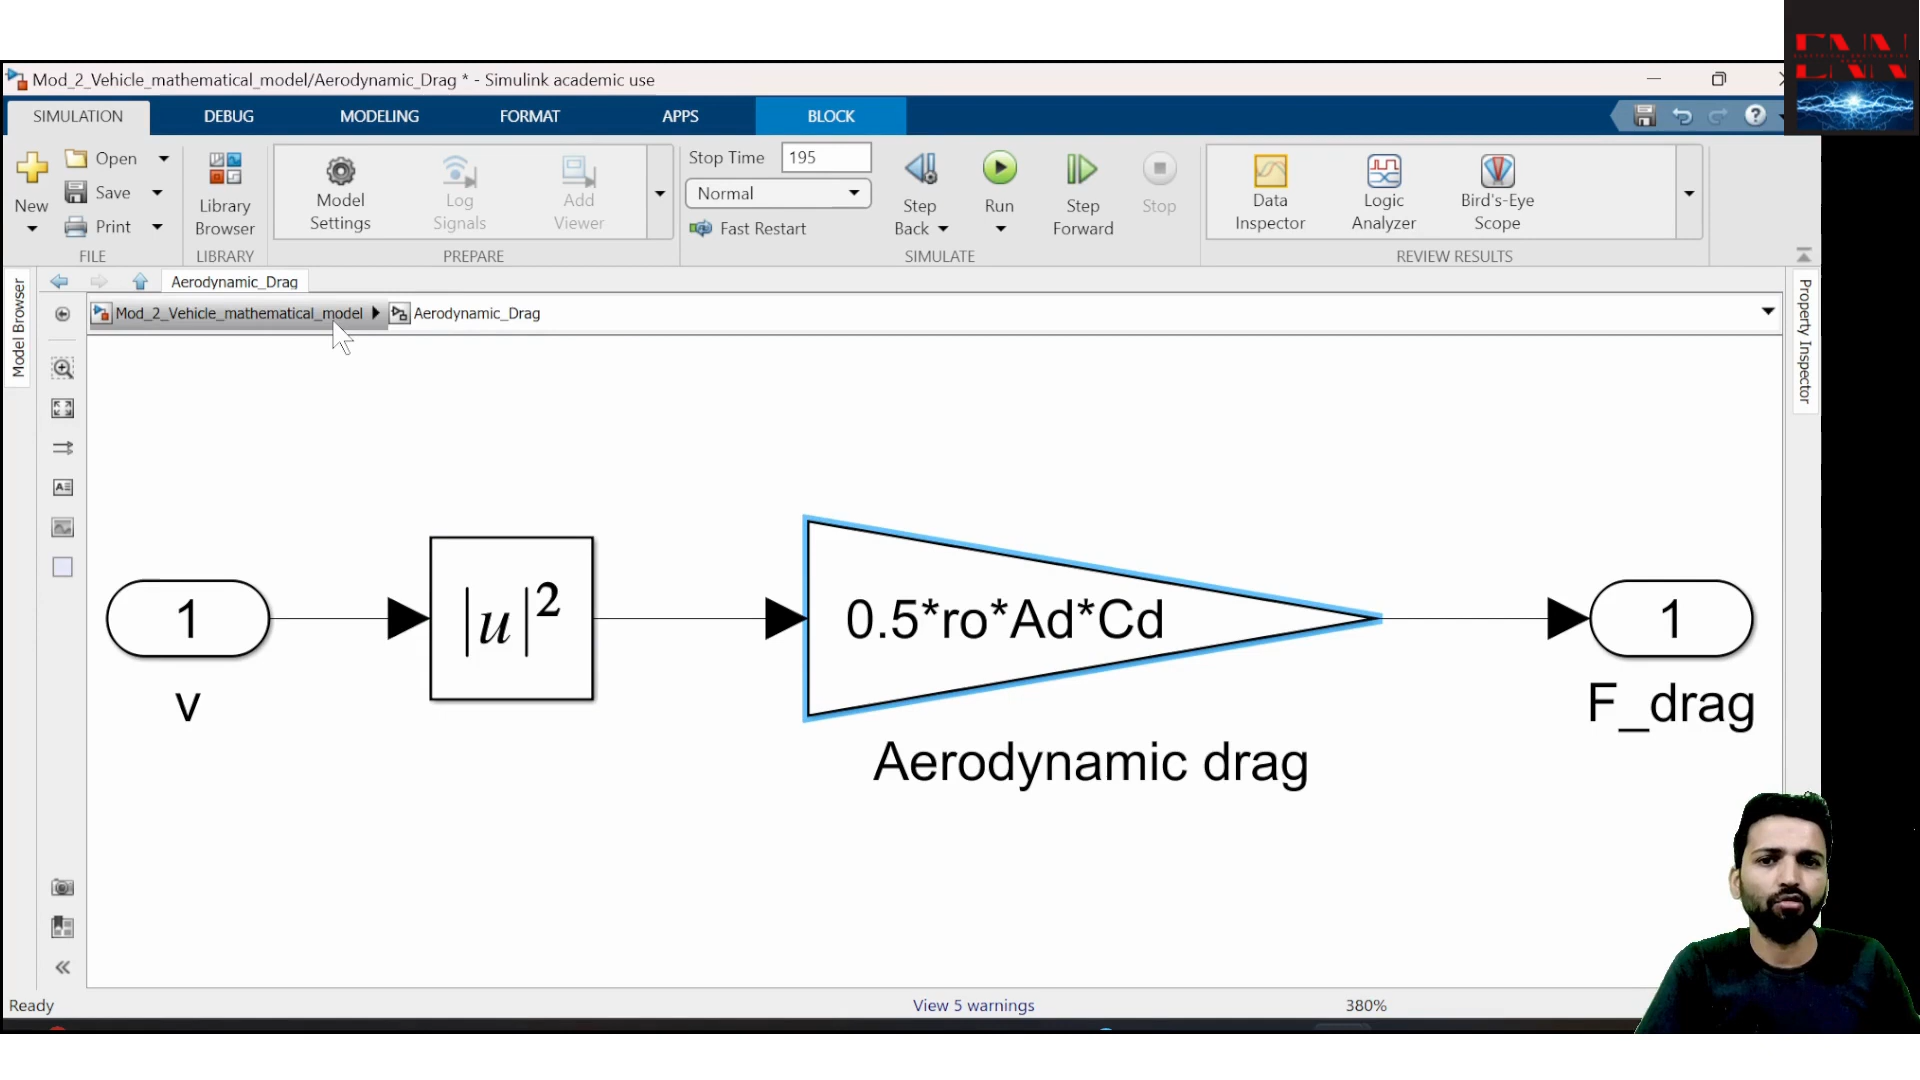 ENN
Mod_2_Vehicle_mathematical_model/Aerodynamic_Drag * - Simulink academic use
SIMULATION DEBUG MODELING FORMAT APPS BLOCK
New
Open
Save
Print
FILE
Library
Browser
LIBRARY
Model
Settings
Log
Signals
Add
Viewer
PREPARE
Stop Time 195
Normal
Fast Restart
Step
Back
Run
Step
Forward
Stop
SIMULATE
Data
Inspector
Logic
Analyzer
Bird's-Eye
Scope
REVIEW RESULTS
Model Browser
Aerodynamic_Drag
Mod_2_Vehicle_mathematical_model Aerodynamic_Drag
Property Inspector
1
v
|u|²
0.5*ro*Ad*Cd
Aerodynamic drag
1
F_drag
Ready View 5 warnings 380%